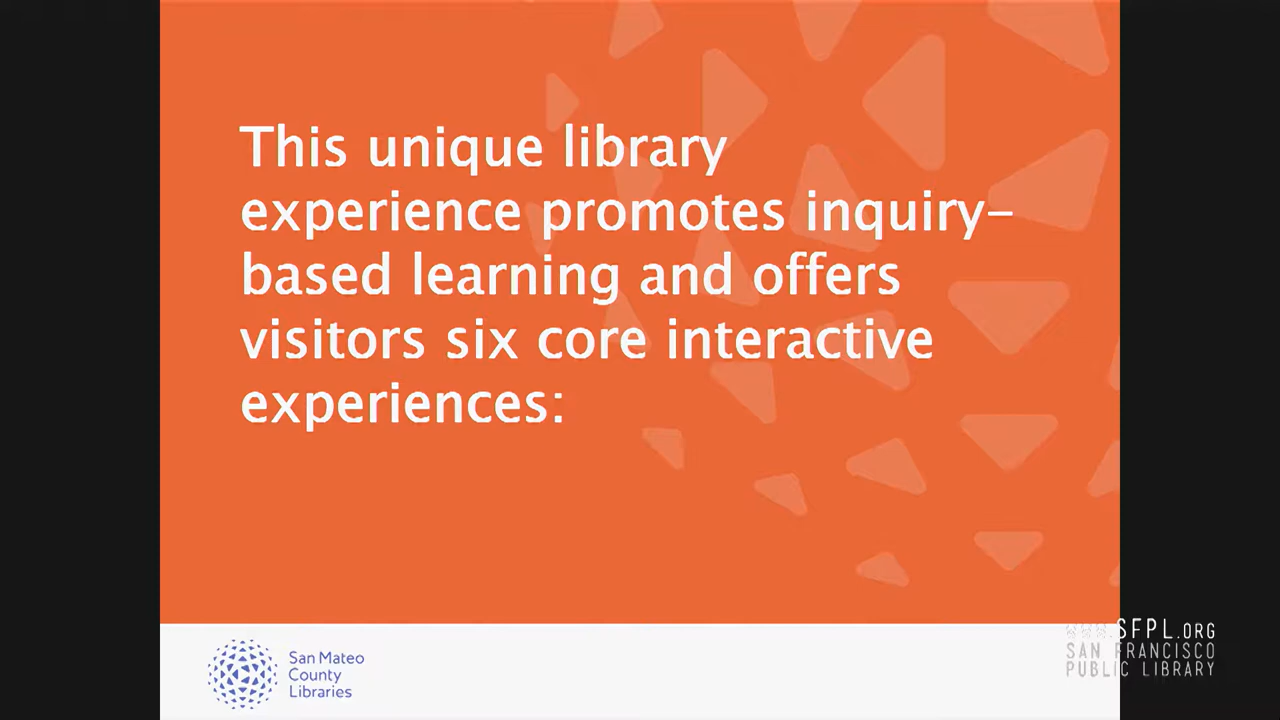 This unique library
experience promotes inquiry-
based learning and offers
visitors six core interactive
experiences:
San Mateo
County
Libraries
WWW.SFPL.ORG
SAN FRANCISCO
PUBLIC LIBRARY